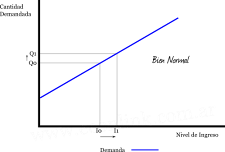 Cantidad
Demandada
Q1
↑
Q0
Bien Normal
I0 I1
→
Nivel de Ingreso
Demanda